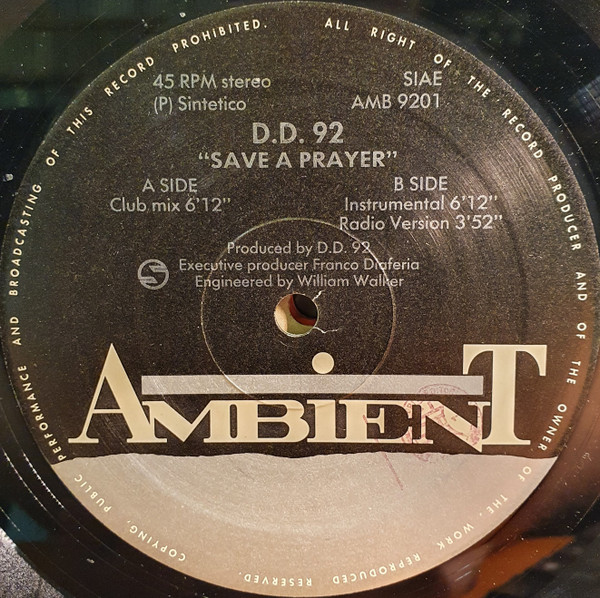 ALL RIGHT OF THE RECORD PRODUCER AND OF THE OWNER OF THE WORK REPRODUCED RESERVED. COPYING, PUBLIC PERFORMANCE AND BROADCASTING OF THIS RECORD PROHIBITED.
45 RPM stereo
SIAE
(P) Sintetico
AMB 9201
D.D. 92
“SAVE A PRAYER”
A SIDE
Club mix 6'12"
B SIDE
Instrumental 6'12"
Radio Version 3'52"
Produced by D.D. 92
Executive producer Franco Diaferia
Engineered by William Walker
AMBiENT